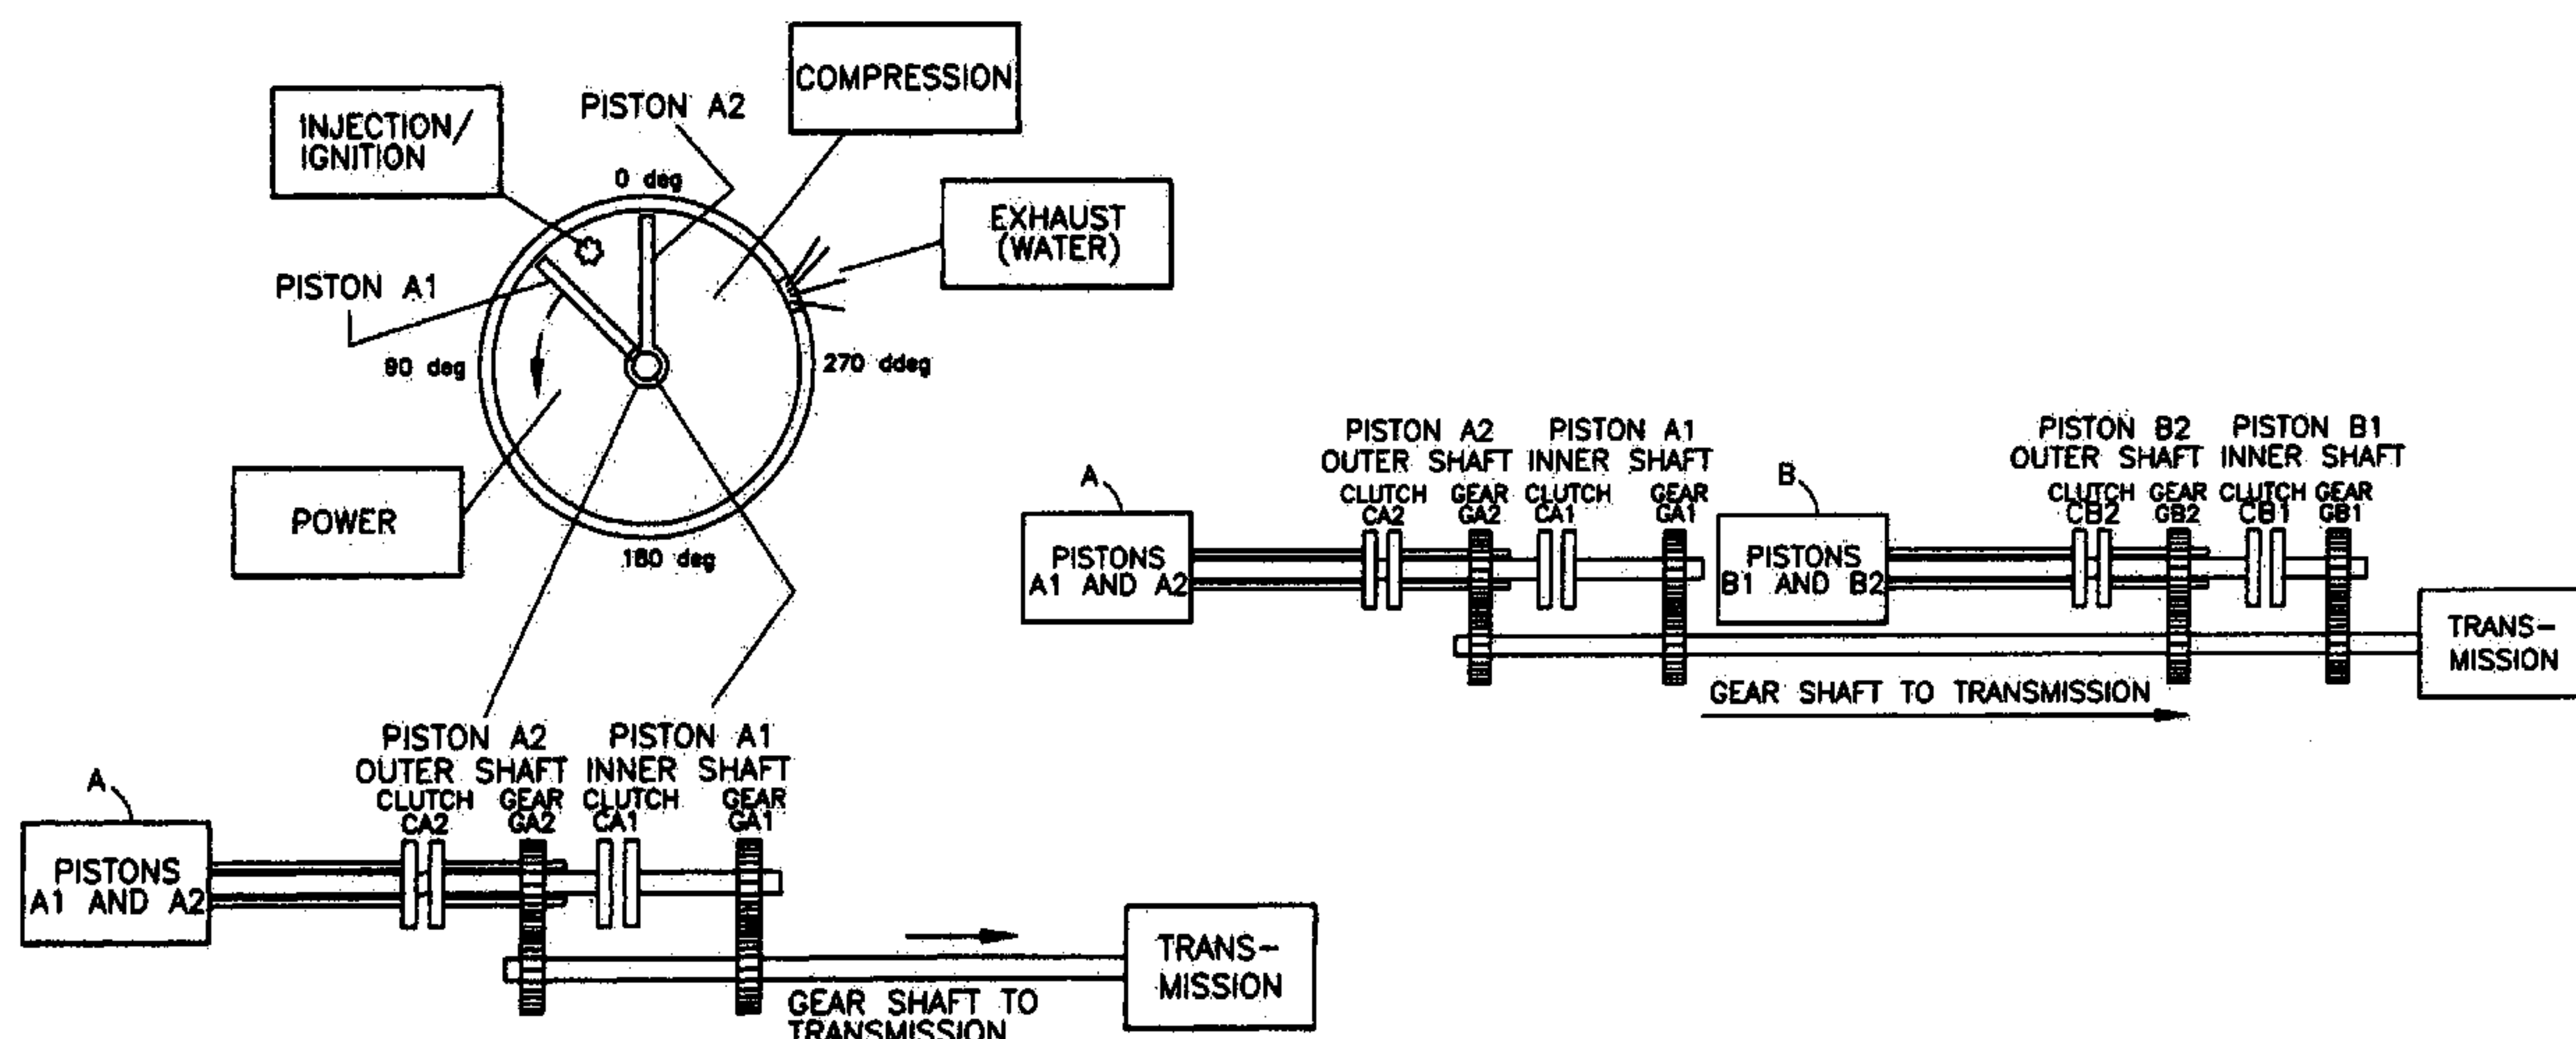 COMPRESSION
PISTON A2
INJECTION/
IGNITION
0 deg
EXHAUST
(WATER)
PISTON A1
90 deg
270 ddeg
POWER
180 deg
PISTON A2
OUTER SHAFT
PISTON A1
INNER SHAFT
CLUTCH
CA2
GEAR
GA2
CLUTCH
CA1
GEAR
GA1
A
PISTONS
A1 AND A2
TRANS-
MISSION
GEAR SHAFT TO
TRANSMISSION
PISTON A2
OUTER SHAFT
PISTON A1
INNER SHAFT
CLUTCH
CA2
GEAR
GA2
CLUTCH
CA1
GEAR
GA1
A
PISTONS
A1 AND A2
PISTON B2
OUTER SHAFT
PISTON B1
INNER SHAFT
CLUTCH
CB2
GEAR
GB2
CLUTCH
CB1
GEAR
GB1
B
PISTONS
B1 AND B2
TRANS-
MISSION
GEAR SHAFT TO TRANSMISSION